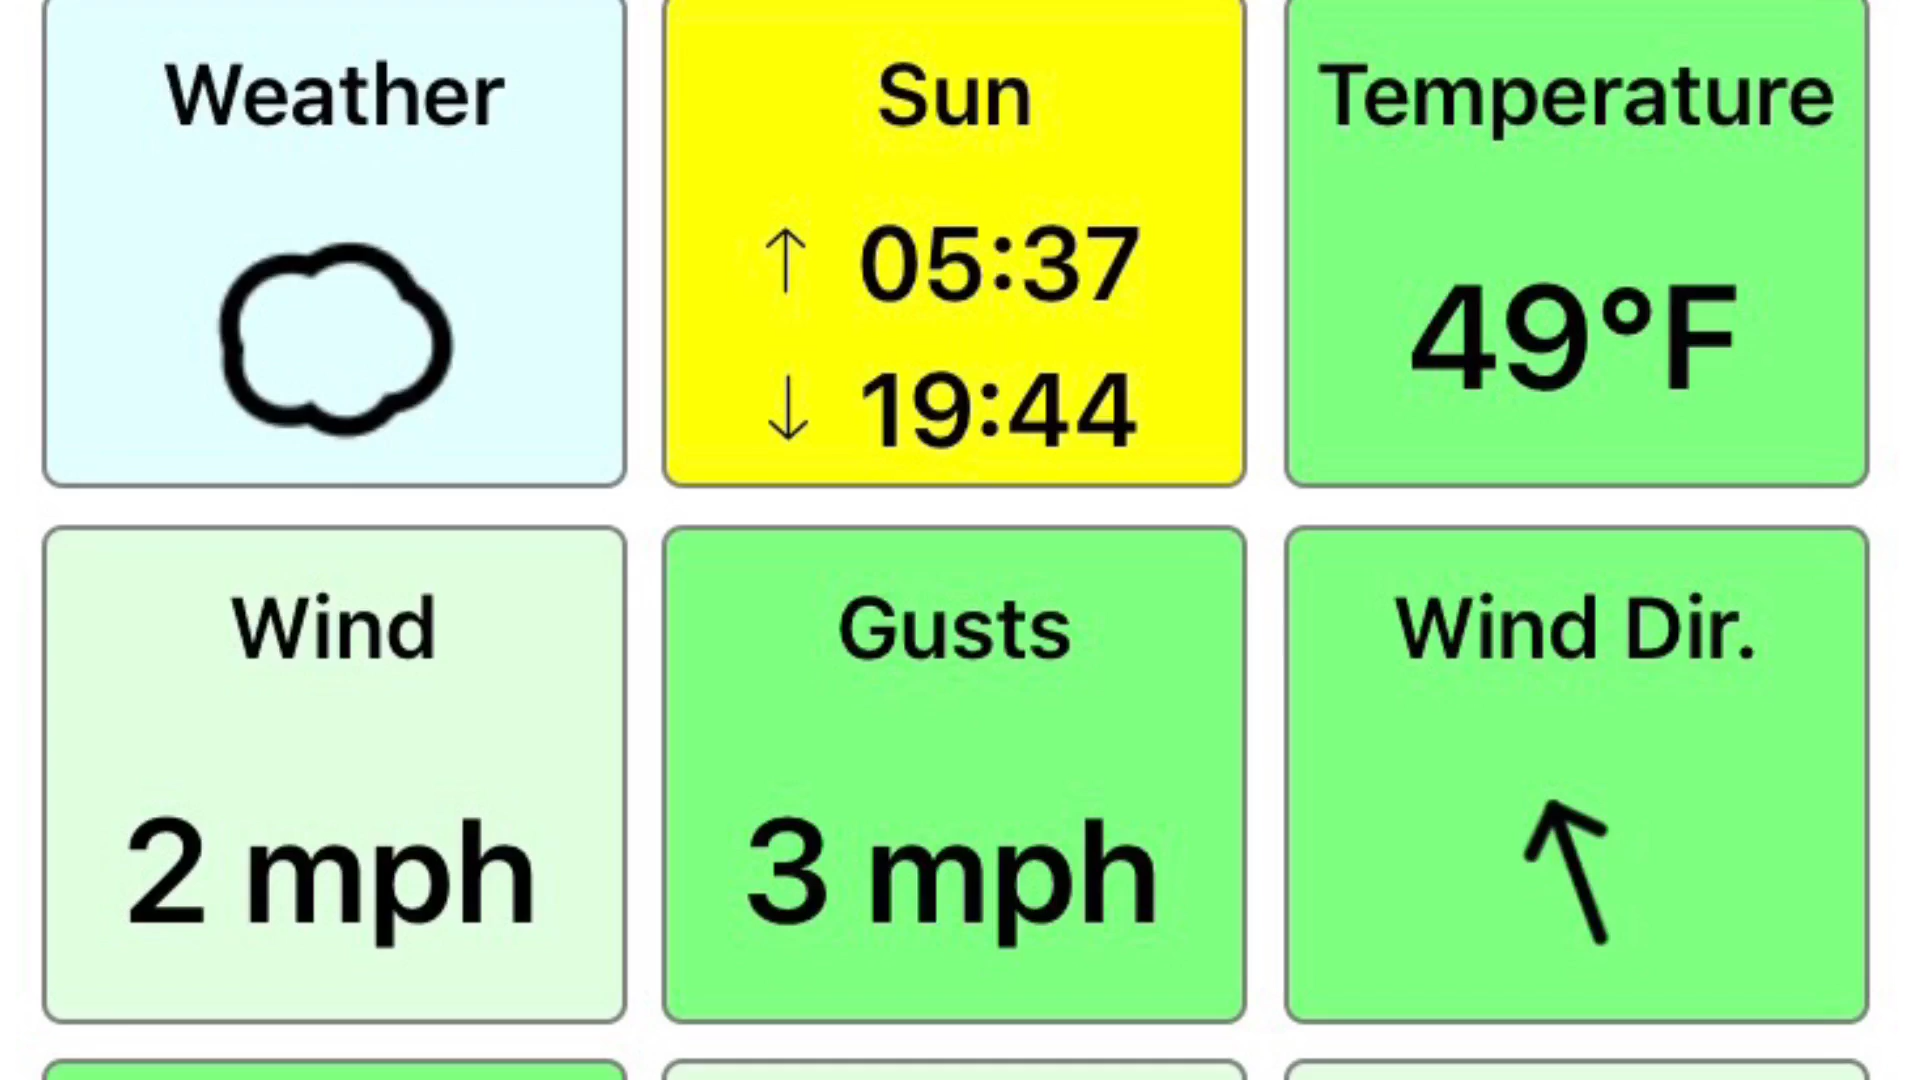 Weather
Sun
↑ 05:37
↓ 19:44
Temperature
49°F
Wind
2 mph
Gusts
3 mph
Wind Dir.